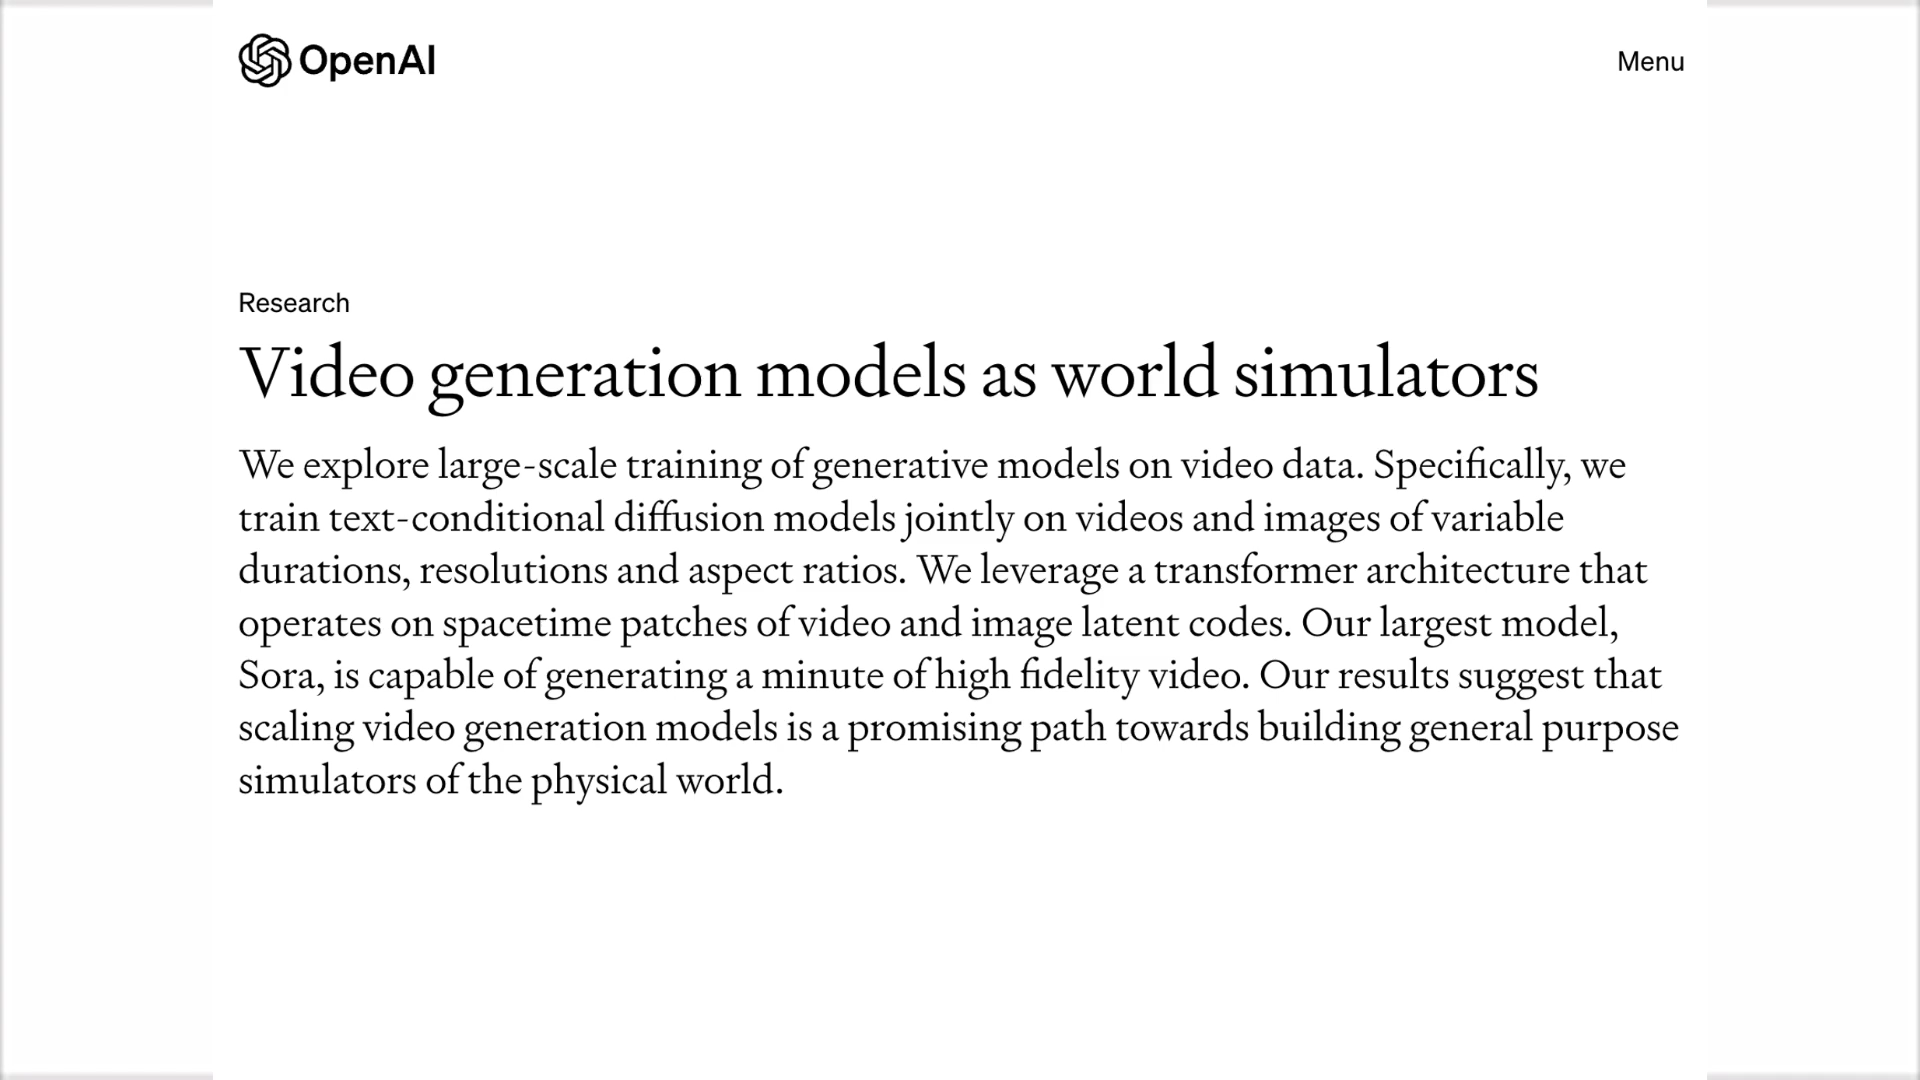 OpenAI
Menu
Research
Video generation models as world simulators
We explore large-scale training of generative models on video data. Specifically, we
train text-conditional diffusion models jointly on videos and images of variable
durations, resolutions and aspect ratios. We leverage a transformer architecture that
operates on spacetime patches of video and image latent codes. Our largest model,
Sora, is capable of generating a minute of high fidelity video. Our results suggest that
scaling video generation models is a promising path towards building general purpose
simulators of the physical world.